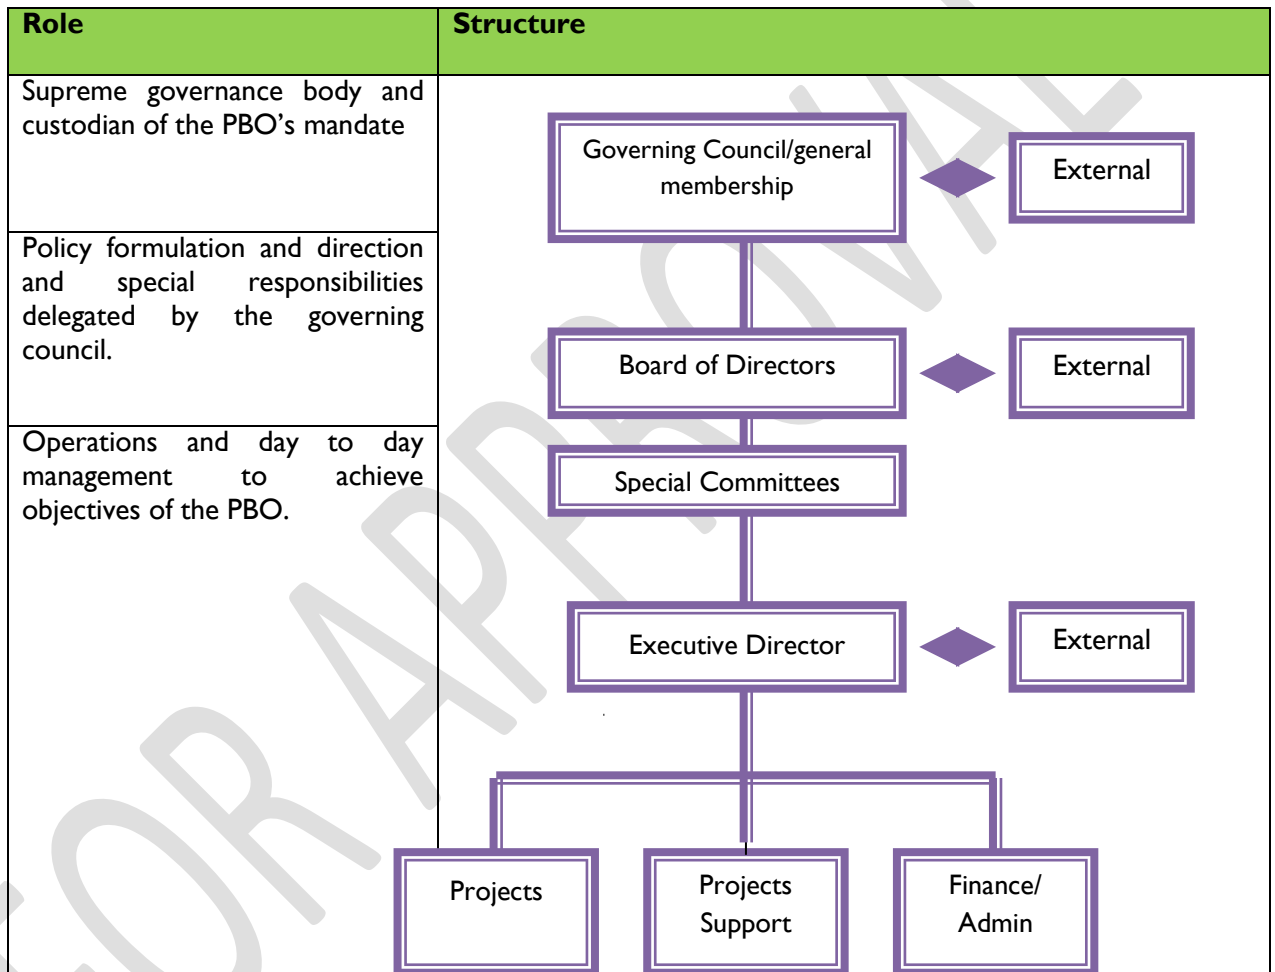 Role
Structure
Supreme governance body and
custodian of the PBO's mandate
Governing Council/general
membership
External
Policy formulation and direction
and special responsibilities
delegated by the governing
council.
Board of Directors
External
Operations and day to day
management to achieve
objectives of the PBO.
Special Committees
Executive Director
External
Projects
Projects
Support
Finance/
Admin
FOR APPROVAL